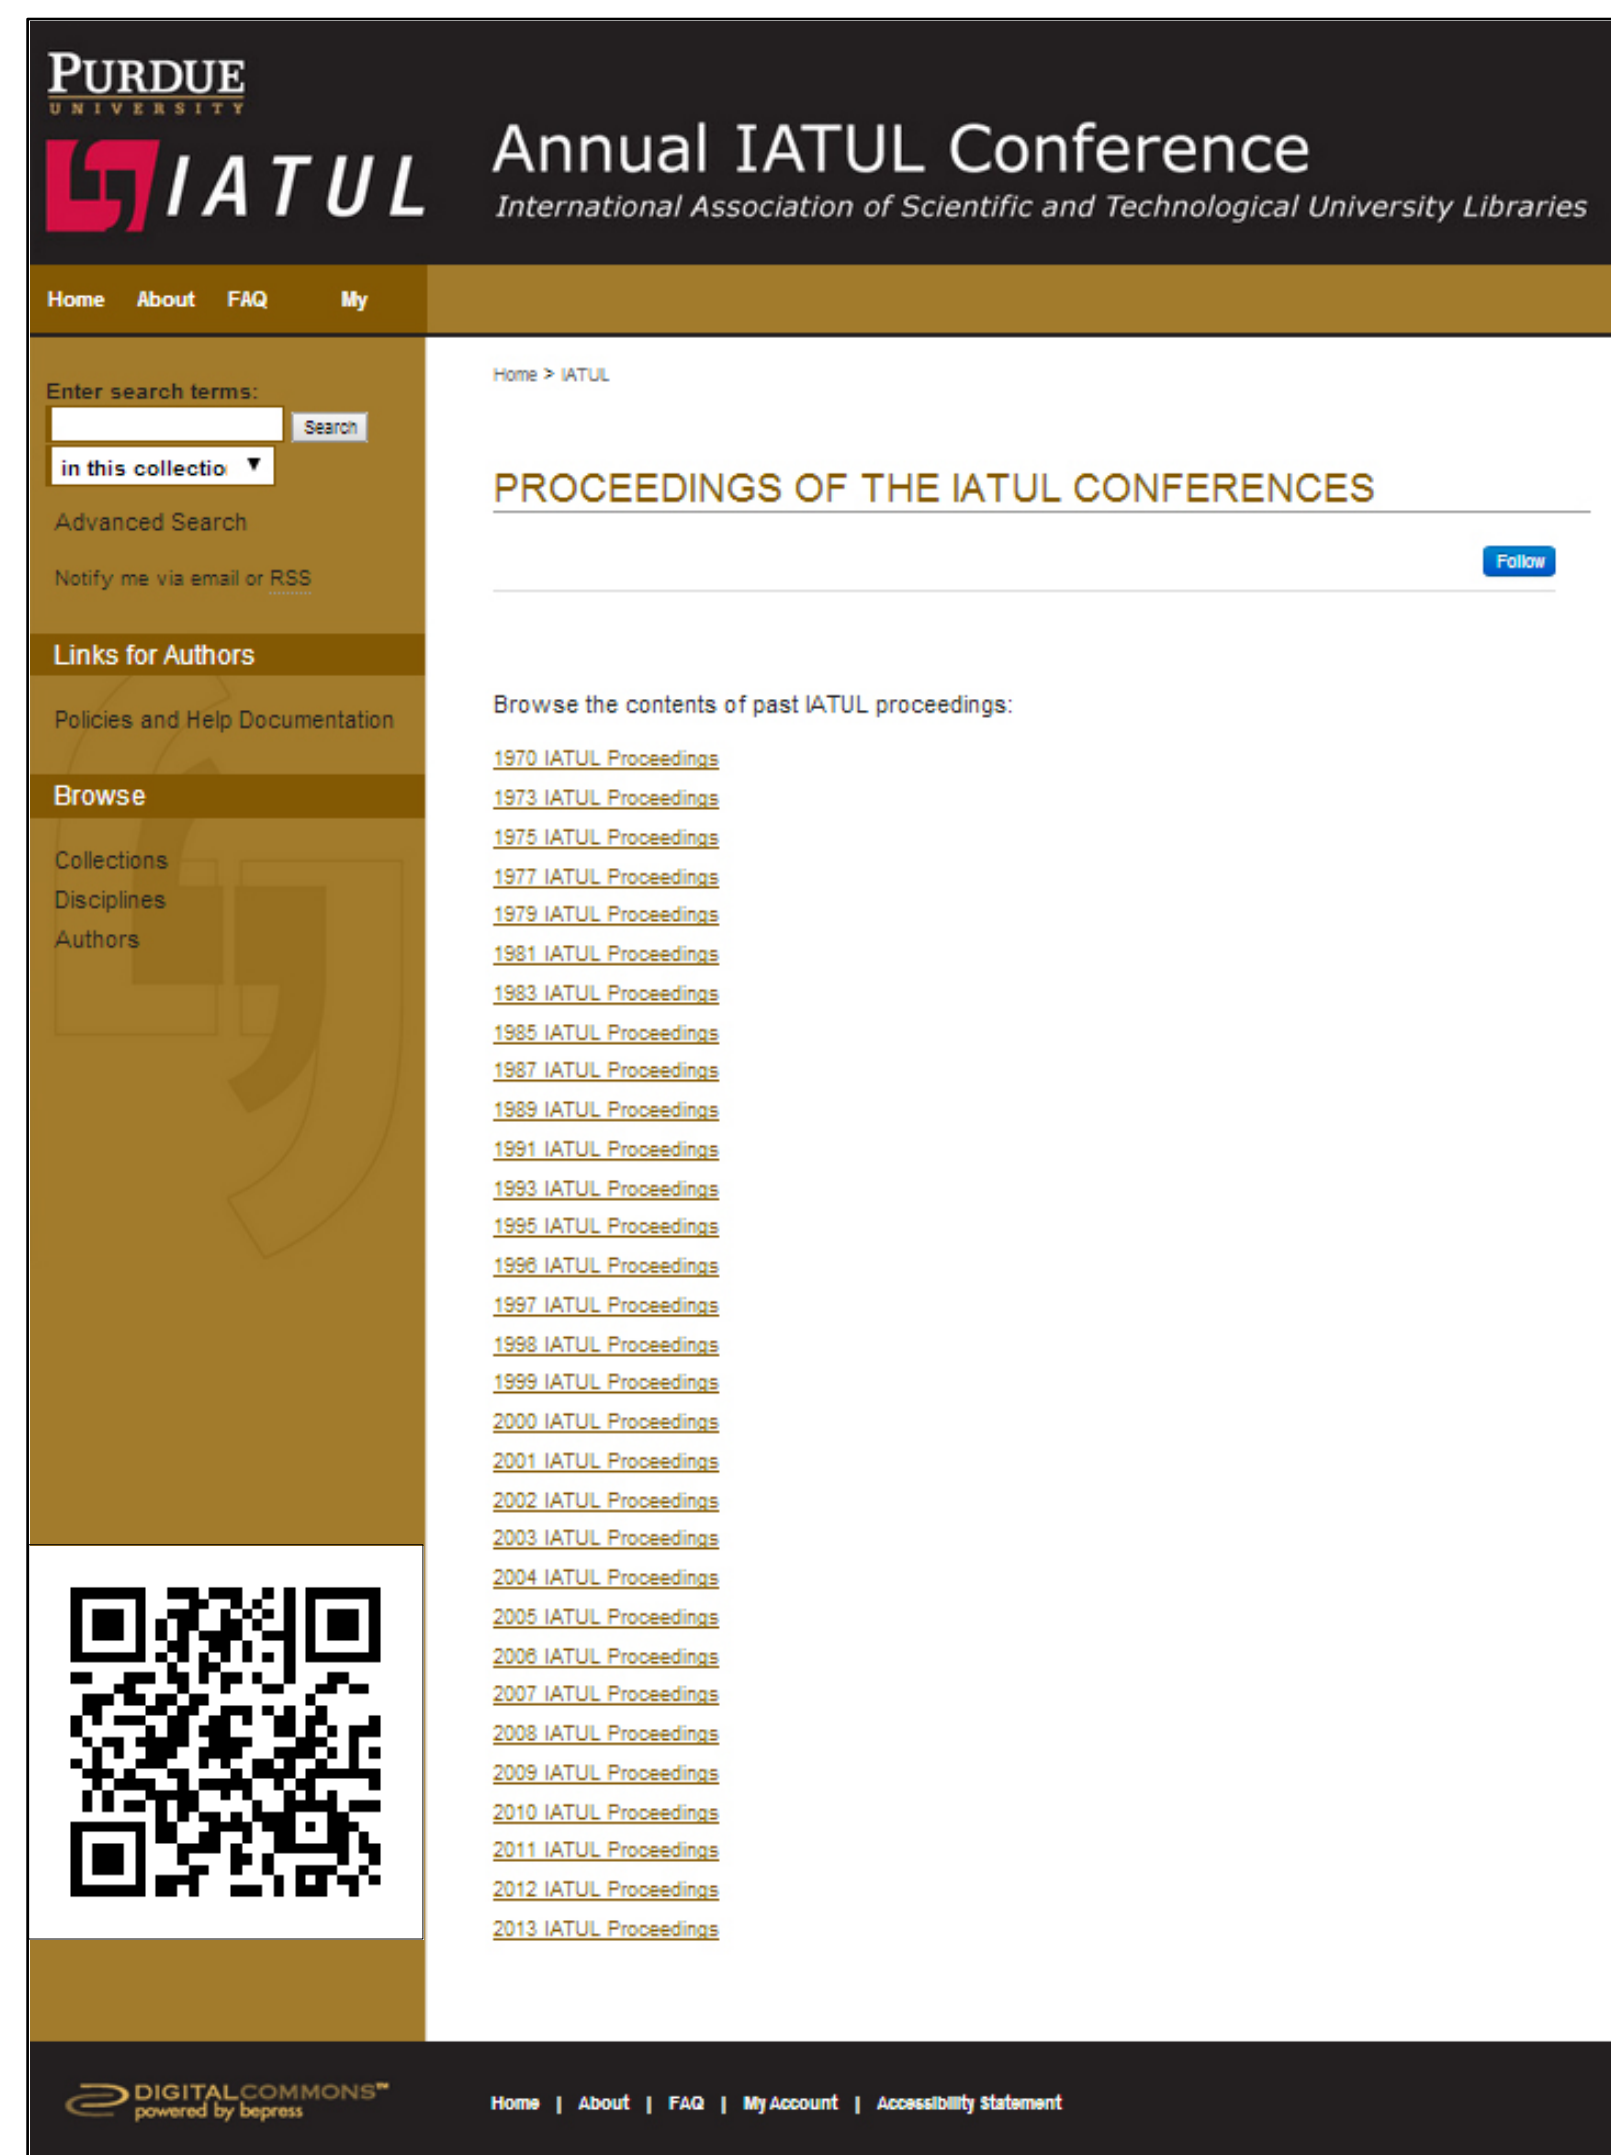 PURDUE
UNIVERSITY
IATUL
Annual IATUL Conference
International Association of Scientific and Technological University Libraries
Home About FAQ My
Enter search terms:
Search
in this collectio
Advanced Search
Notify me via email or RSS
Links for Authors
Policies and Help Documentation
Browse
Collections
Disciplines
Authors
Home > IATUL
PROCEEDINGS OF THE IATUL CONFERENCES
Follow
Browse the contents of past IATUL proceedings:
1970 IATUL Proceedings
1973 IATUL Proceedings
1975 IATUL Proceedings
1977 IATUL Proceedings
1979 IATUL Proceedings
1981 IATUL Proceedings
1983 IATUL Proceedings
1985 IATUL Proceedings
1987 IATUL Proceedings
1989 IATUL Proceedings
1991 IATUL Proceedings
1993 IATUL Proceedings
1995 IATUL Proceedings
1996 IATUL Proceedings
1997 IATUL Proceedings
1998 IATUL Proceedings
1999 IATUL Proceedings
2000 IATUL Proceedings
2001 IATUL Proceedings
2002 IATUL Proceedings
2003 IATUL Proceedings
2004 IATUL Proceedings
2005 IATUL Proceedings
2006 IATUL Proceedings
2007 IATUL Proceedings
2008 IATUL Proceedings
2009 IATUL Proceedings
2010 IATUL Proceedings
2011 IATUL Proceedings
2012 IATUL Proceedings
2013 IATUL Proceedings
DIGITALCOMMONS™
powered by bepress
Home | About | FAQ | My Account | Accessibility Statement